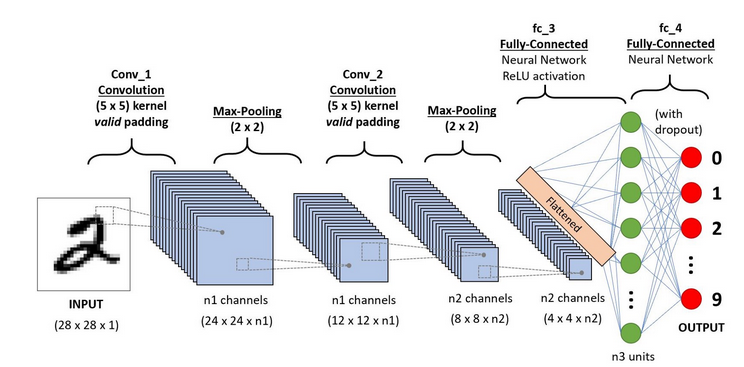 Conv_1
Convolution
(5 x 5) kernel
valid padding
Max-Pooling
(2 x 2)
Conv_2
Convolution
(5 x 5) kernel
valid padding
Max-Pooling
(2 x 2)
fc_3
Fully-Connected
Neural Network
ReLU activation
fc_4
Fully-Connected
Neural Network
(with
dropout)
2
INPUT
(28 x 28 x 1)
n1 channels
(24 x 24 x n1)
n1 channels
(12 x 12 x n1)
n2 channels
(8 x 8 x n2)
n2 channels
(4 x 4 x n2)
Flattened
n3 units
0
1
2
9
OUTPUT